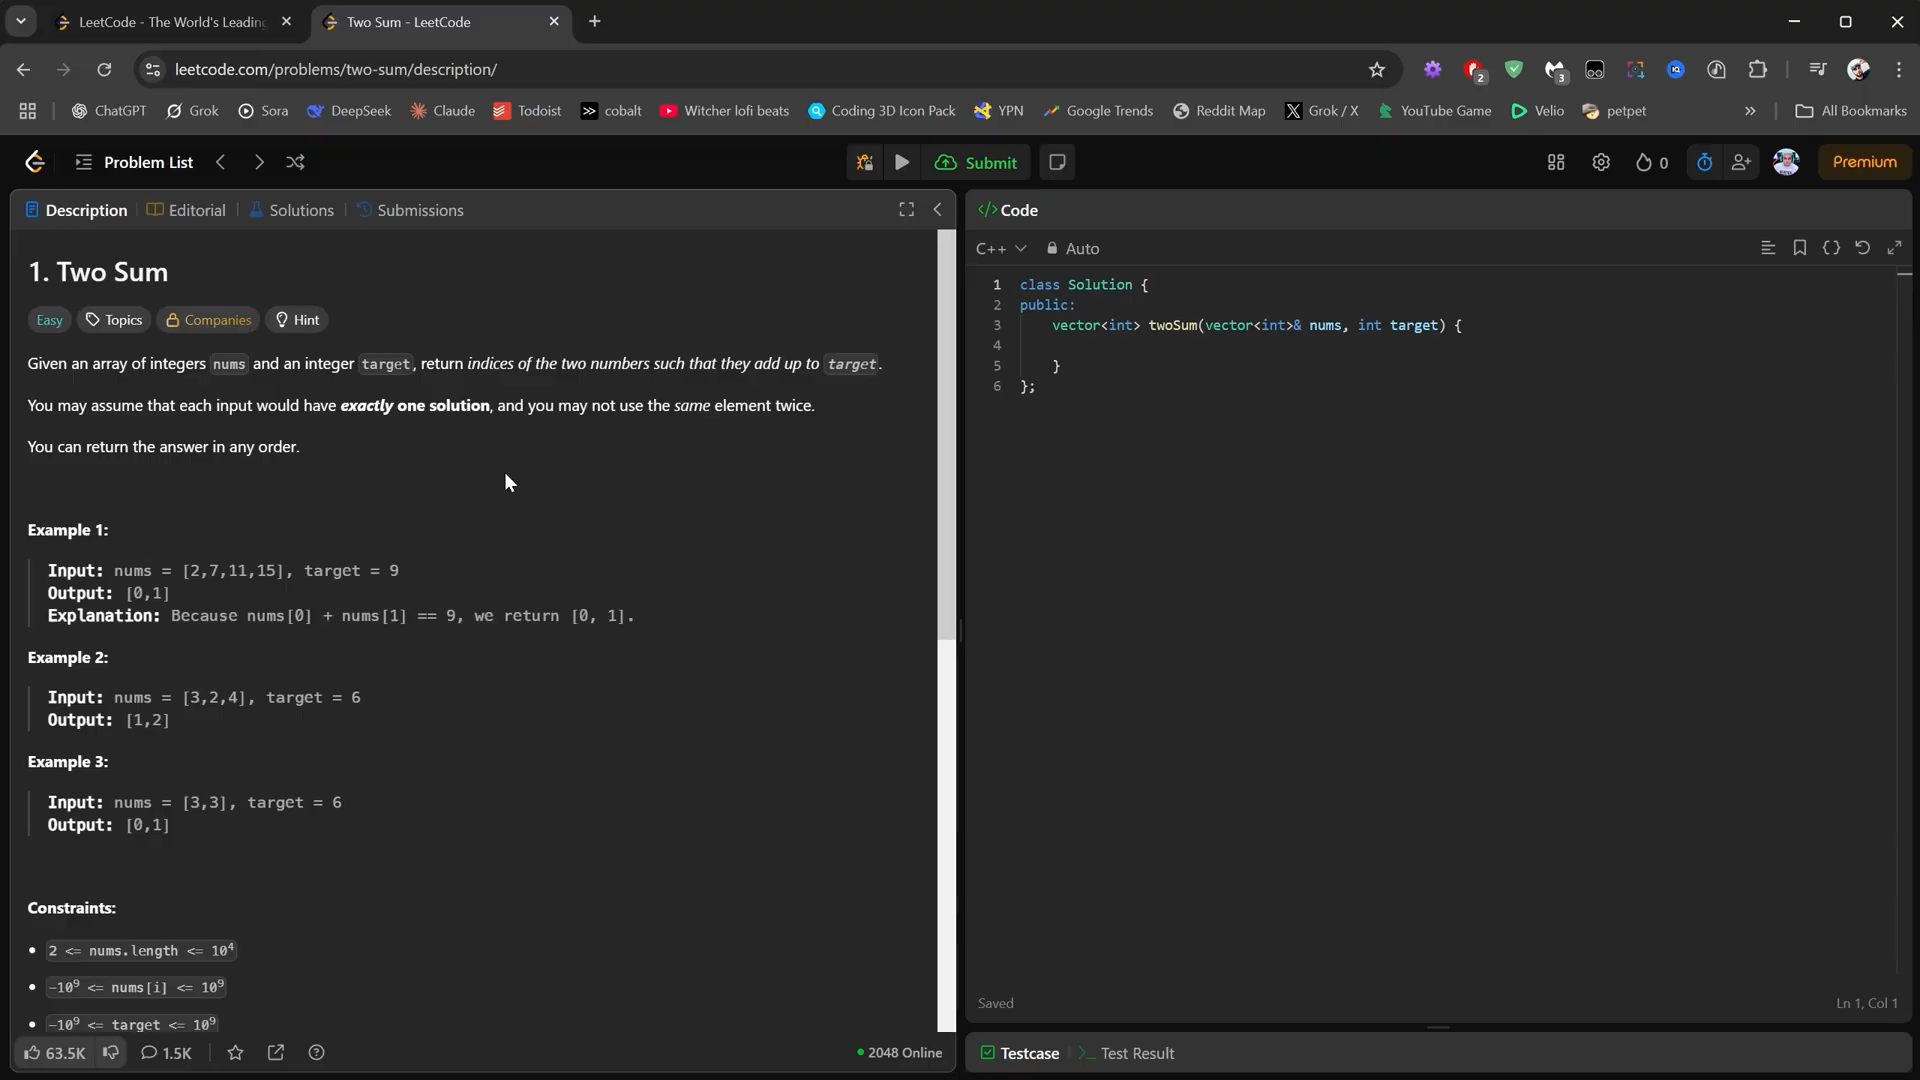 LeetCode - The World's Leading
Two Sum - LeetCode
leetcode.com/problems/two-sum/description/
2
3
ChatGPT
Grok
Sora
DeepSeek
Claude
Todoist
cobalt
Witcher lofi beats
Coding 3D Icon Pack
YPN
Google Trends
Reddit Map
Grok / X
YouTube Game
Velio
petpet
»
All Bookmarks
Problem List
Submit
0
Premium
Description
Editorial
Solutions
Submissions
1. Two Sum
Easy
Topics
Companies
Hint
Given an array of integers nums and an integer target, return indices of the two numbers such that they add up to target.
You may assume that each input would have exactly one solution, and you may not use the same element twice.
You can return the answer in any order.
Example 1:
Input: nums = [2,7,11,15], target = 9
Output: [0,1]
Explanation: Because nums[0] + nums[1] == 9, we return [0, 1].
Example 2:
Input: nums = [3,2,4], target = 6
Output: [1,2]
Example 3:
Input: nums = [3,3], target = 6
Output: [0,1]
Constraints:
• 2 <= nums.length <= 10⁴
• -10⁹ <= nums[i] <= 10⁹
• -10⁹ <= target <= 10⁹
63.5K
1.5K
2048 Online
</> Code
C++
Auto
1 class Solution {
2 public:
3     vector<int> twoSum(vector<int>& nums, int target) {
4
5     }
6 };
Saved
Ln 1, Col 1
Testcase
>_ Test Result